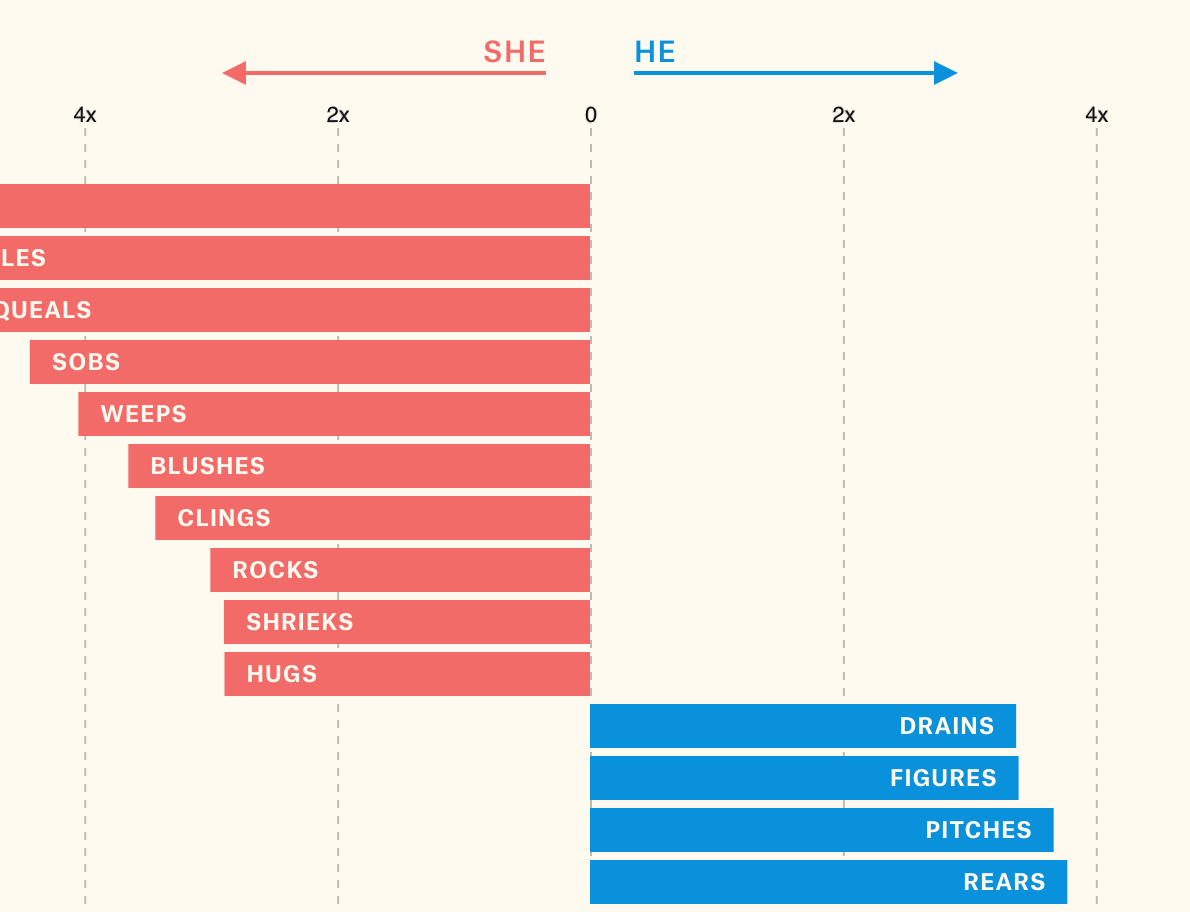 SHE HE
4x 2x 0 2x 4x
LES
QUEALS
SOBS
WEEPS
BLUSHES
CLINGS
ROCKS
SHRIEKS
HUGS
DRAINS
FIGURES
PITCHES
REARS